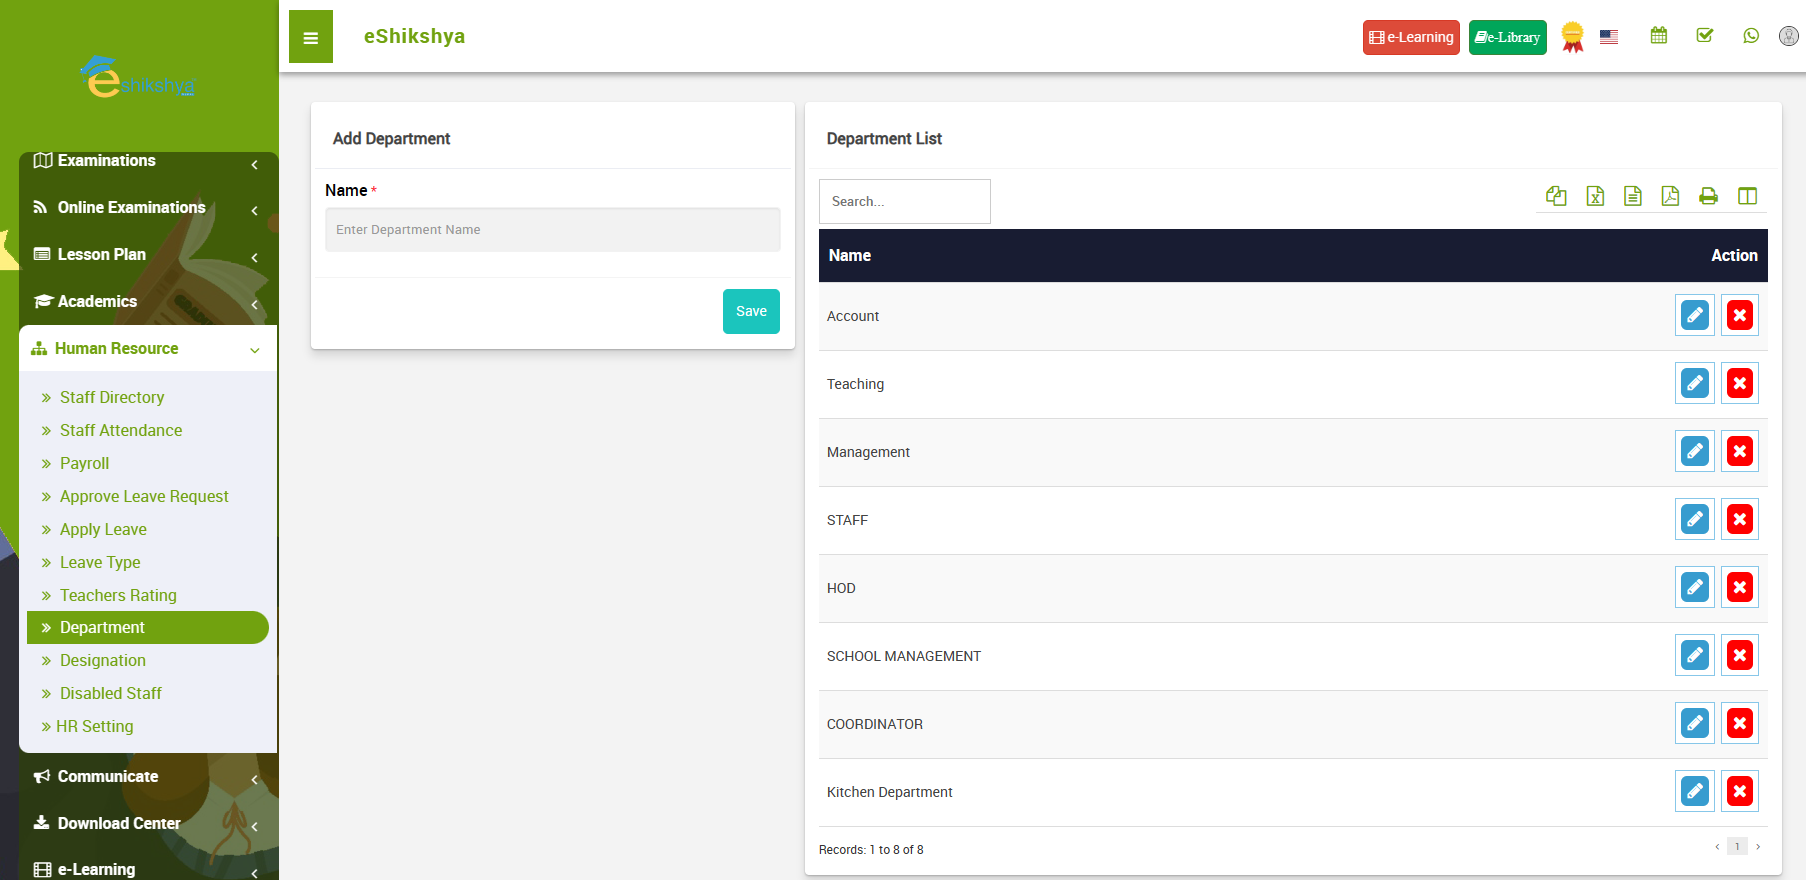 eshikshya
eShikshya
e-Learning
e-Library
Examinations
Online Examinations
Lesson Plan
Academics
Human Resource
Staff Directory
Staff Attendance
Payroll
Approve Leave Request
Apply Leave
Leave Type
Teachers Rating
Department
Designation
Disabled Staff
HR Setting
Communicate
Download Center
e-Learning
Add Department
Name *
Enter Department Name
Save
Department List
Search...
Name Action
Account
Teaching
Management
STAFF
HOD
SCHOOL MANAGEMENT
COORDINATOR
Kitchen Department
Records: 1 to 8 of 8
1